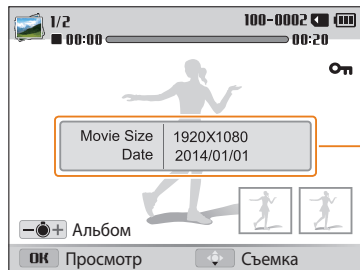 1/2
100-0002
00:00
00:20
Movie Size 1920X1080
Date 2014/01/01
Альбом
OK Просмотр
Съемка